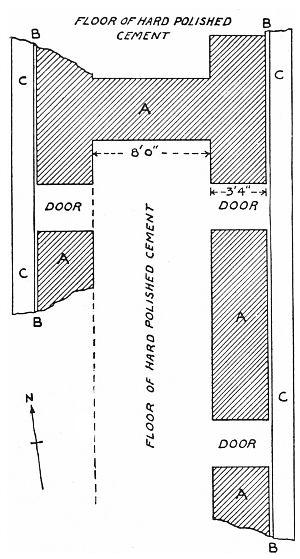 FLOOR OF HARD POLISHED
CEMENT
B
B
C
C
A
8'0"
3'4"
DOOR
DOOR
A
C
B
FLOOR OF HARD POLISHED CEMENT
A
N
C
DOOR
A
B